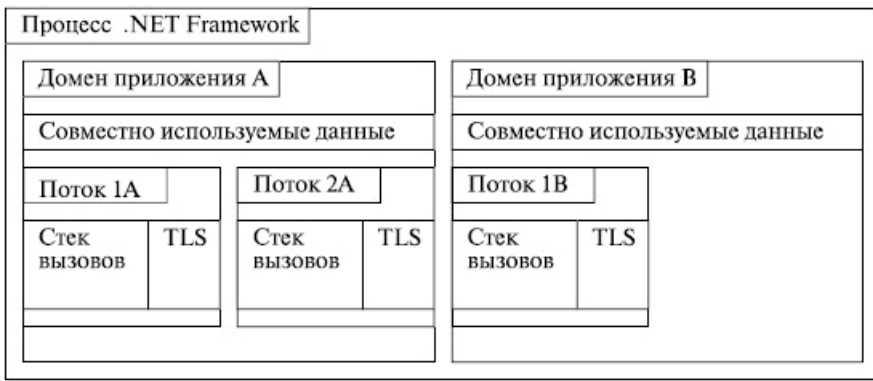 Процесс .NET Framework
Домен приложения A
Домен приложения B
Совместно используемые данные
Совместно используемые данные
Поток 1A
Поток 2A
Поток 1B
Стек
вызовов
TLS
Стек
вызовов
TLS
Стек
вызовов
TLS